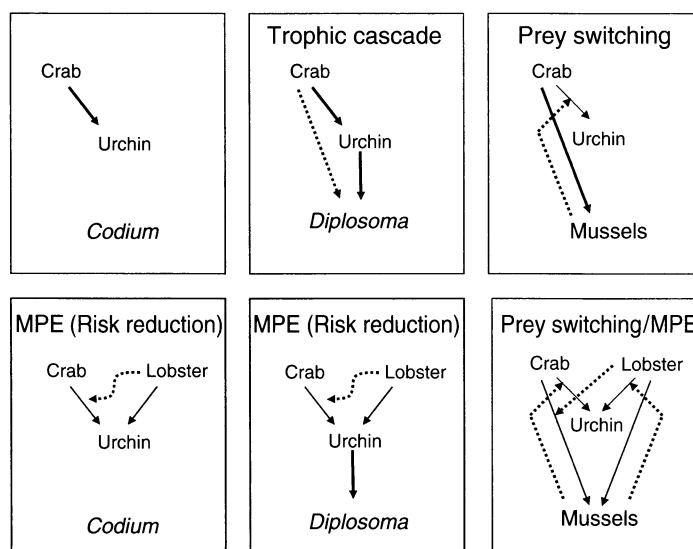 Crab
Urchin
Codium
Trophic cascade
Crab
Urchin
Diplosoma
Prey switching
Crab
Urchin
Mussels
MPE (Risk reduction)
Crab Lobster
Urchin
Codium
MPE (Risk reduction)
Crab Lobster
Urchin
Diplosoma
Prey switching/MPE
Crab Lobster
Urchin
Mussels